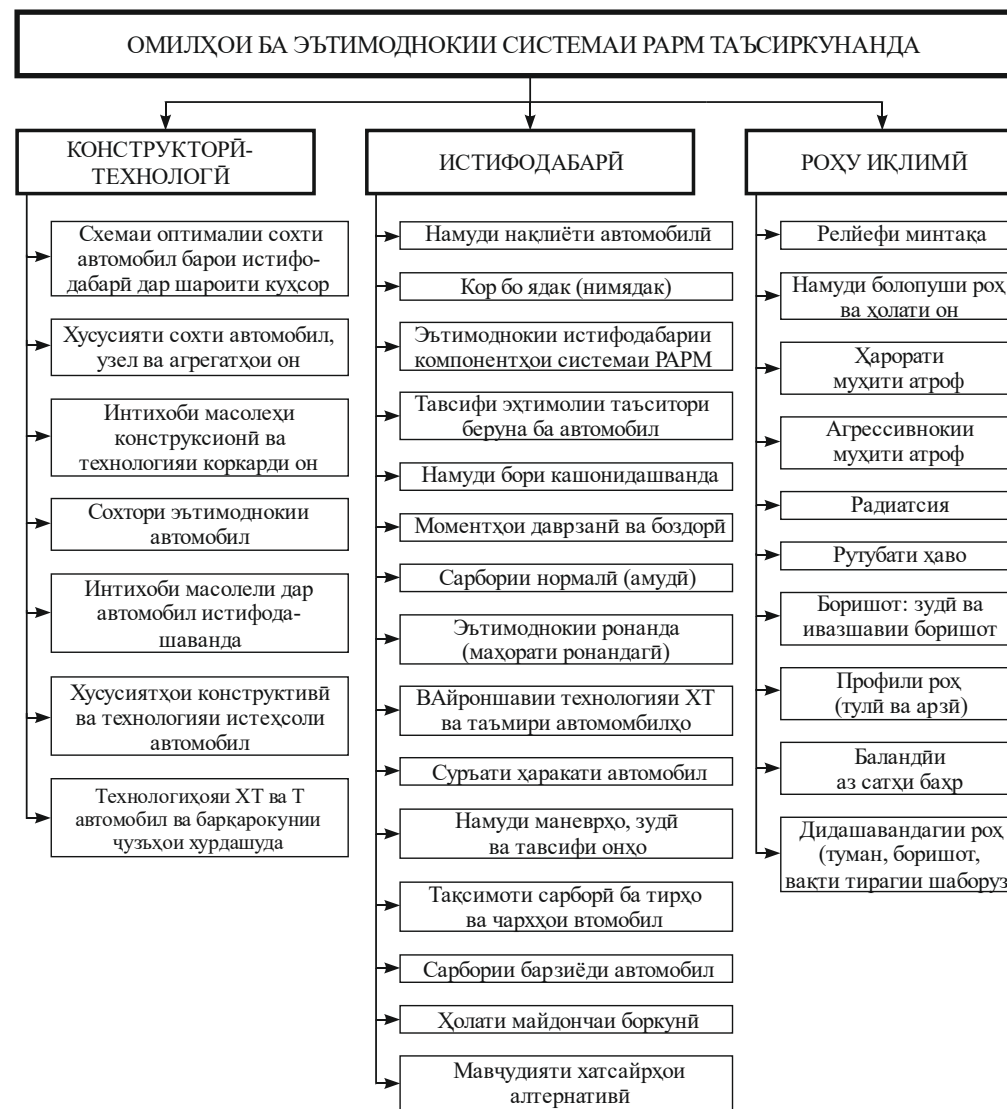 ОМИЛҲОИ БА ЭЪТИМОДНОКИИ СИСТЕМАИ РАРМ ТАЪСИРКУНАНДА
КОНСТРУКТОРӢ-
ТЕХНОЛОГӢ
Схемаи оптималии сохти
автомобил барои истифо-
дабарӣ дар шароити куҳсор
Хусусияти сохти автомобил,
узел ва агрегатҳои он
Интихоби масолеҳи
конструксионӣ ва
технологияи коркарди он
Сохтори эътимоднокии
автомобил
Интихоби масолели дар
автомобил истифода-
шаванда
Хусусиятҳои конструктивӣ
ва технологияи истеҳсоли
автомобил
Технологиҳояи ХТ ва Т
автомобил ва барқарокунии
ҷузъҳои хурдашуда
ИСТИФОДАБАРӢ
Намуди нақлиёти автомобилӣ
Кор бо ядак (нимядак)
Эътимоднокии истифодабарии
компонентҳои системаи РАРМ
Тавсифи эҳтимолии таъситори
беруна ба автомобил
Намуди бори кашонидашванда
Моментҳои даврзанӣ ва боздорӣ
Сарбории нормалӣ (амудӣ)
Эътимоднокии ронанда
(маҳорати ронандагӣ)
ВАйроншавии технологияи ХТ
ва таъмири автомомбилҳо
Суръати ҳаракати автомобил
Намуди маневрҳо, зудӣ
ва тавсифи онҳо
Тақсимоти сарборӣ ба тирҳо
ва чархҳои втомобил
Сарбории барзиёди автомобил
Ҳолати майдончаи боркунӣ
Мавҷудияти хатсайрҳои
алтернативӣ
РОҲУ ИҚЛИМӢ
Релйефи минтақа
Намуди болопуши роҳ
ва ҳолати он
Ҳарорати
муҳити атроф
Агрессивнокии
муҳити атроф
Радиатсия
Рутубати ҳаво
Боришот: зудӣ ва
ивазшавии боришот
Профили роҳ
(тулӣ ва арзӣ)
Баландӣи
аз сатҳи баҳр
Дидашавандагии роҳ
(туман, боришот,
вақти тирагии шаборуз